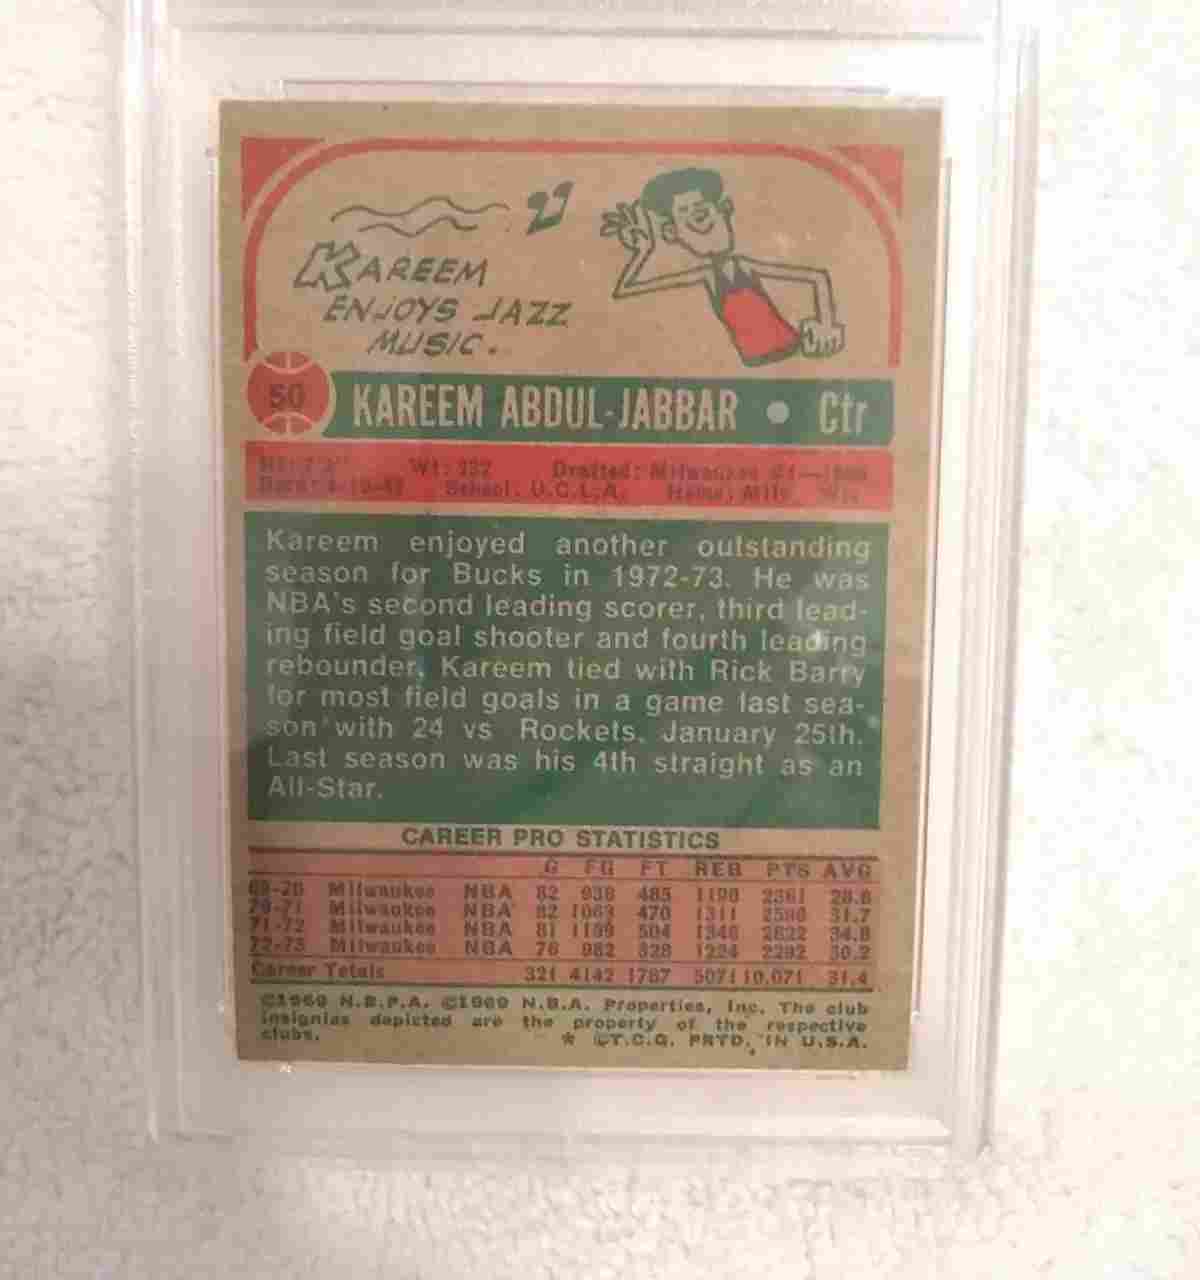 KAREEM
ENJOYS JAZZ
MUSIC.
50
KAREEM ABDUL-JABBAR • Ctr
Ht: 7'3" Wt: 232 Drafted: Milwaukee #1—1969
Born: School: U.C.L.A. Home: Milw. Wis.
Kareem enjoyed another outstanding
season for Bucks in 1972-73. He was
NBA's second leading scorer, third lead-
ing field goal shooter and fourth leading
rebounder. Kareem tied with Rick Barry
for most field goals in a game last sea-
son with 24 vs Rockets, January 25th.
Last season was his 4th straight as an
All-Star.
CAREER PRO STATISTICS
G FG FT REB PTS AVG
69-70 Milwaukee NBA 82 938 485 1190 2361 28.8
70-71 Milwaukee NBA 82 1063 470 1311 2596 31.7
71-72 Milwaukee NBA 81 1159 504 1346 2822 34.8
72-73 Milwaukee NBA 76 982 328 1224 2292 30.2
Career Totals 321 4142 1787 5071 10,071 31.4
©1969 N.B.P.A. ©1969 N.B.A. Properties, Inc. The club
insignias depicted are the property of the respective
clubs. * ©T.C.G. PRTD. IN U.S.A.